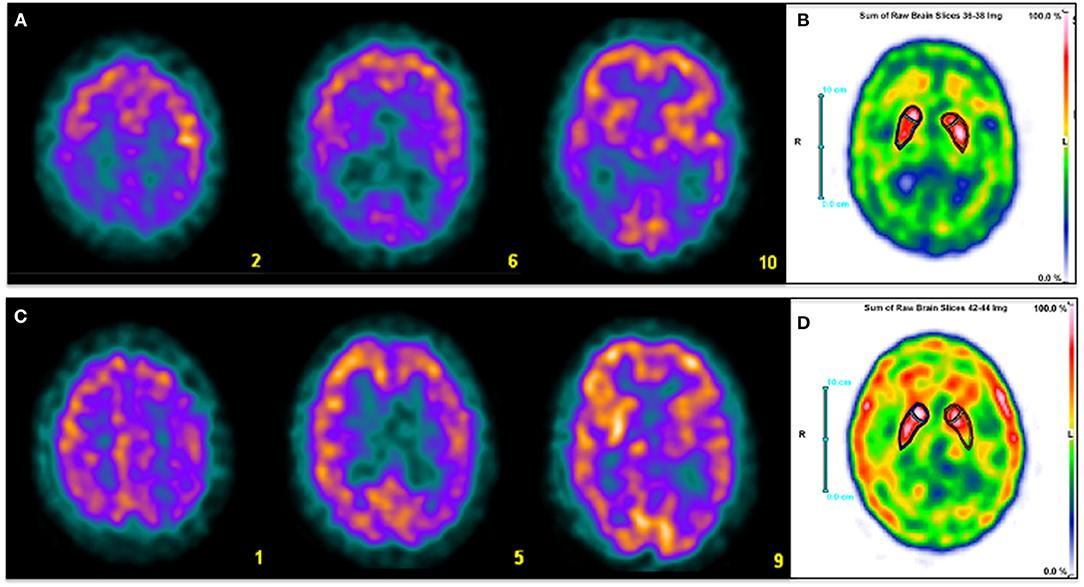 A
2
6
10
B
Sum of Raw Brain Slices 36-38 Img
100.0 %
10 cm
R
L
0.0 cm
0.0 %
C
1
5
9
D
Sum of Raw Brain Slices 42-44 Img
100.0 %
10 cm
R
L
0.0 cm
0.0 %